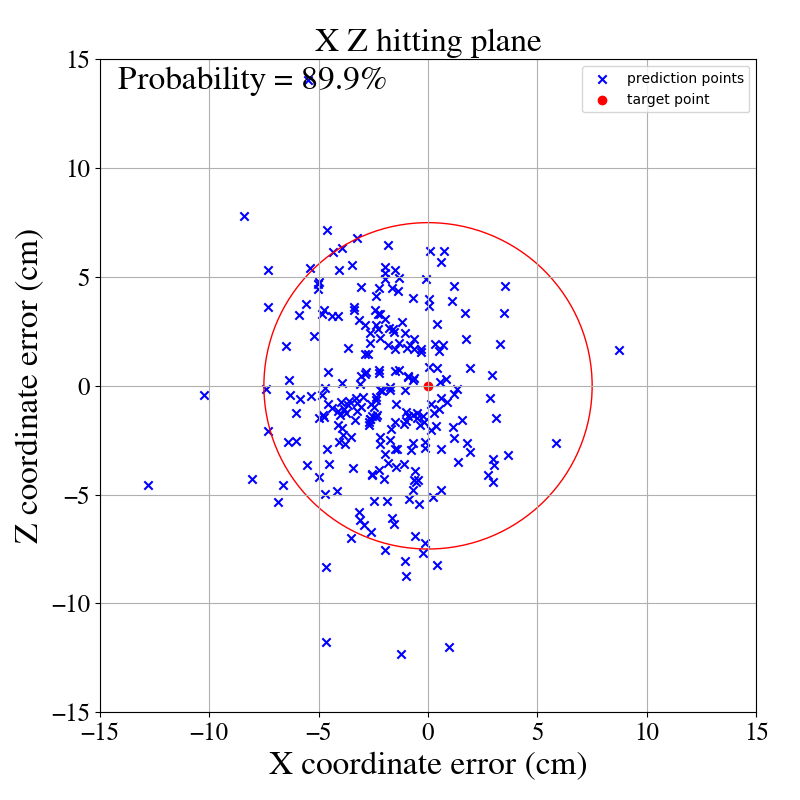 X Z hitting plane
Probability = 89.9%
prediction points
target point
Z coordinate error (cm)
15
10
5
0
−5
−10
−15
−15 −10 −5 0 5 10 15
X coordinate error (cm)